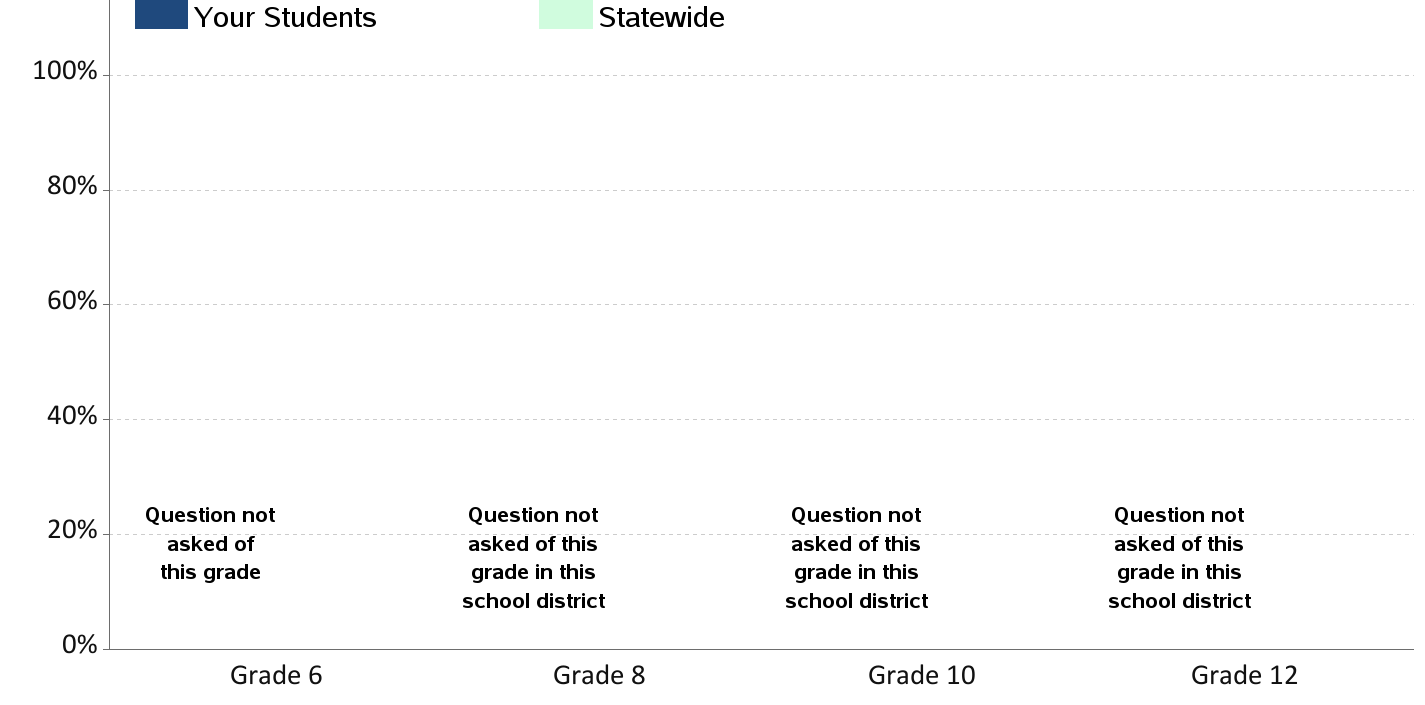 Your Students Statewide
100%
80%
60%
40%
20%
0%
Question not
asked of
this grade
Question not
asked of this
grade in this
school district
Question not
asked of this
grade in this
school district
Question not
asked of this
grade in this
school district
Grade 6 Grade 8 Grade 10 Grade 12